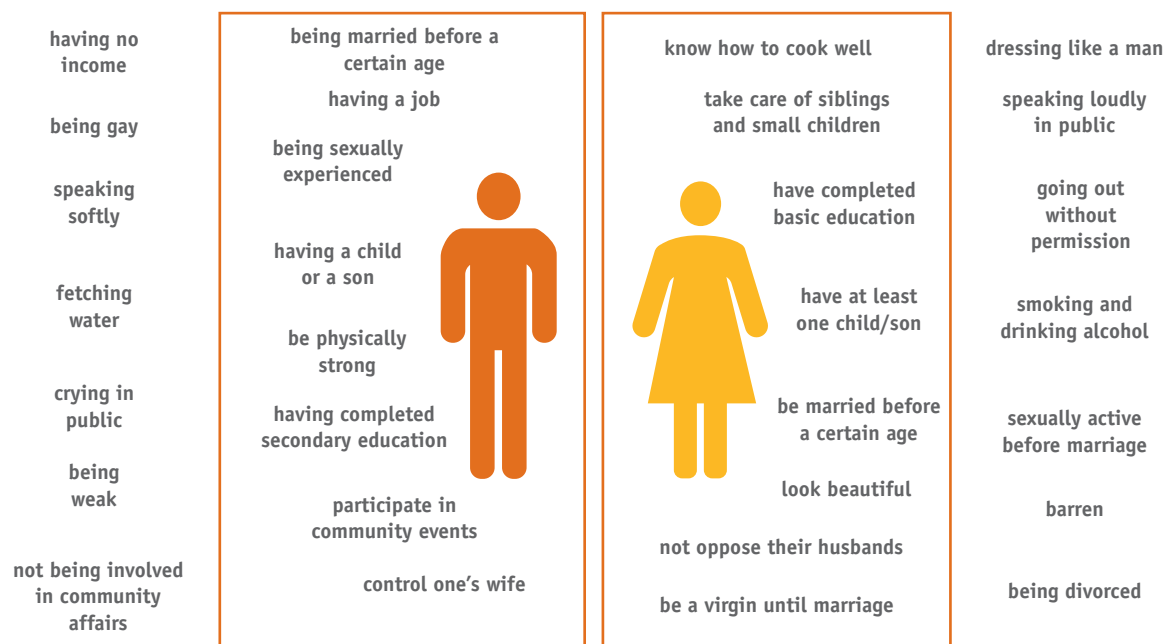 having no
income
being gay
speaking
softly
fetching
water
crying in
public
being
weak
not being involved
in community
affairs
being married before a
certain age
having a job
being sexually
experienced
having a child
or a son
be physically
strong
having completed
secondary education
participate in
community events
control one's wife
know how to cook well
take care of siblings
and small children
have completed
basic education
have at least
one child/son
be married before
a certain age
look beautiful
not oppose their husbands
be a virgin until marriage
dressing like a man
speaking loudly
in public
going out
without
permission
smoking and
drinking alcohol
sexually active
before marriage
barren
being divorced